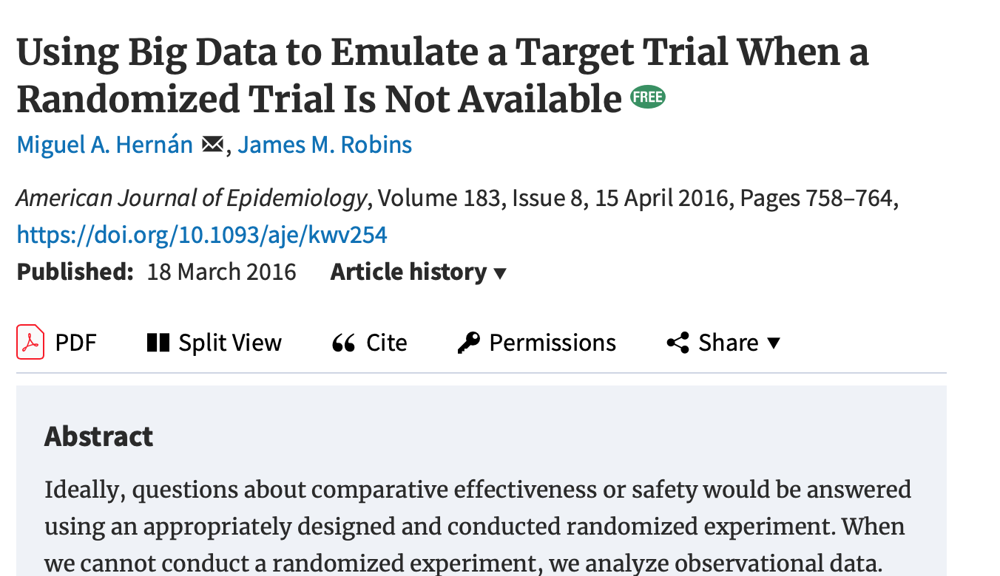 Using Big Data to Emulate a Target Trial When a
Randomized Trial Is Not Available FREE
Miguel A. Hernán, James M. Robins
American Journal of Epidemiology, Volume 183, Issue 8, 15 April 2016, Pages 758–764,
https://doi.org/10.1093/aje/kwv254
Published: 18 March 2016 Article history
PDF Split View Cite Permissions Share
Abstract
Ideally, questions about comparative effectiveness or safety would be answered
using an appropriately designed and conducted randomized experiment. When
we cannot conduct a randomized experiment, we analyze observational data.